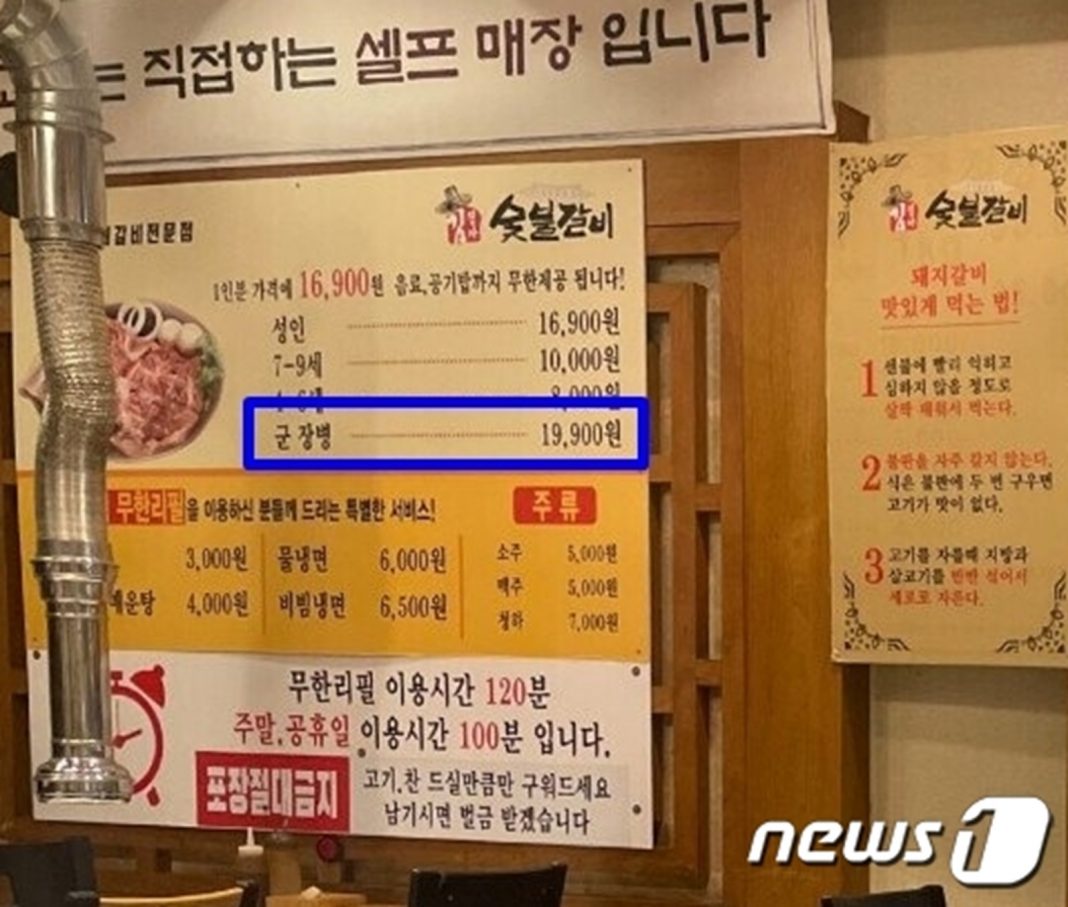 는 직접하는 셀프 매장 입니다
갈비전문점
숯불갈비
1인분 가격에 16,900원 음료,공기밥까지 무한제공 됩니다!
성인 16,900원
7-9세 10,000원
8,000원
군 장병 19,900원
무한리필을 이용하신 분들께 드리는 특별한 서비스!
3,000원
매운탕 4,000원
물냉면 6,000원
비빔냉면 6,500원
주류
소주 5,000원
맥주 5,000원
청하 7,000원
무한리필 이용시간 120분
주말,공휴일 이용시간 100분 입니다.
포장절대금지
고기.찬 드실만큼만 구워드세요
남기시면 벌금 받겠습니다
숯불갈비
돼지갈비
맛있게 먹는 법!
1 센불에 빨리 익히고
심하지 않을 정도로
살짝 태워서 먹는다.
2 불판을 자주 갈지 않는다.
식은 불판에 두 번 구우면
고기가 맛이 없다.
3 고기를 자를때 지방과
살코기를 반반 섞어서
세로로 자른다.
news1